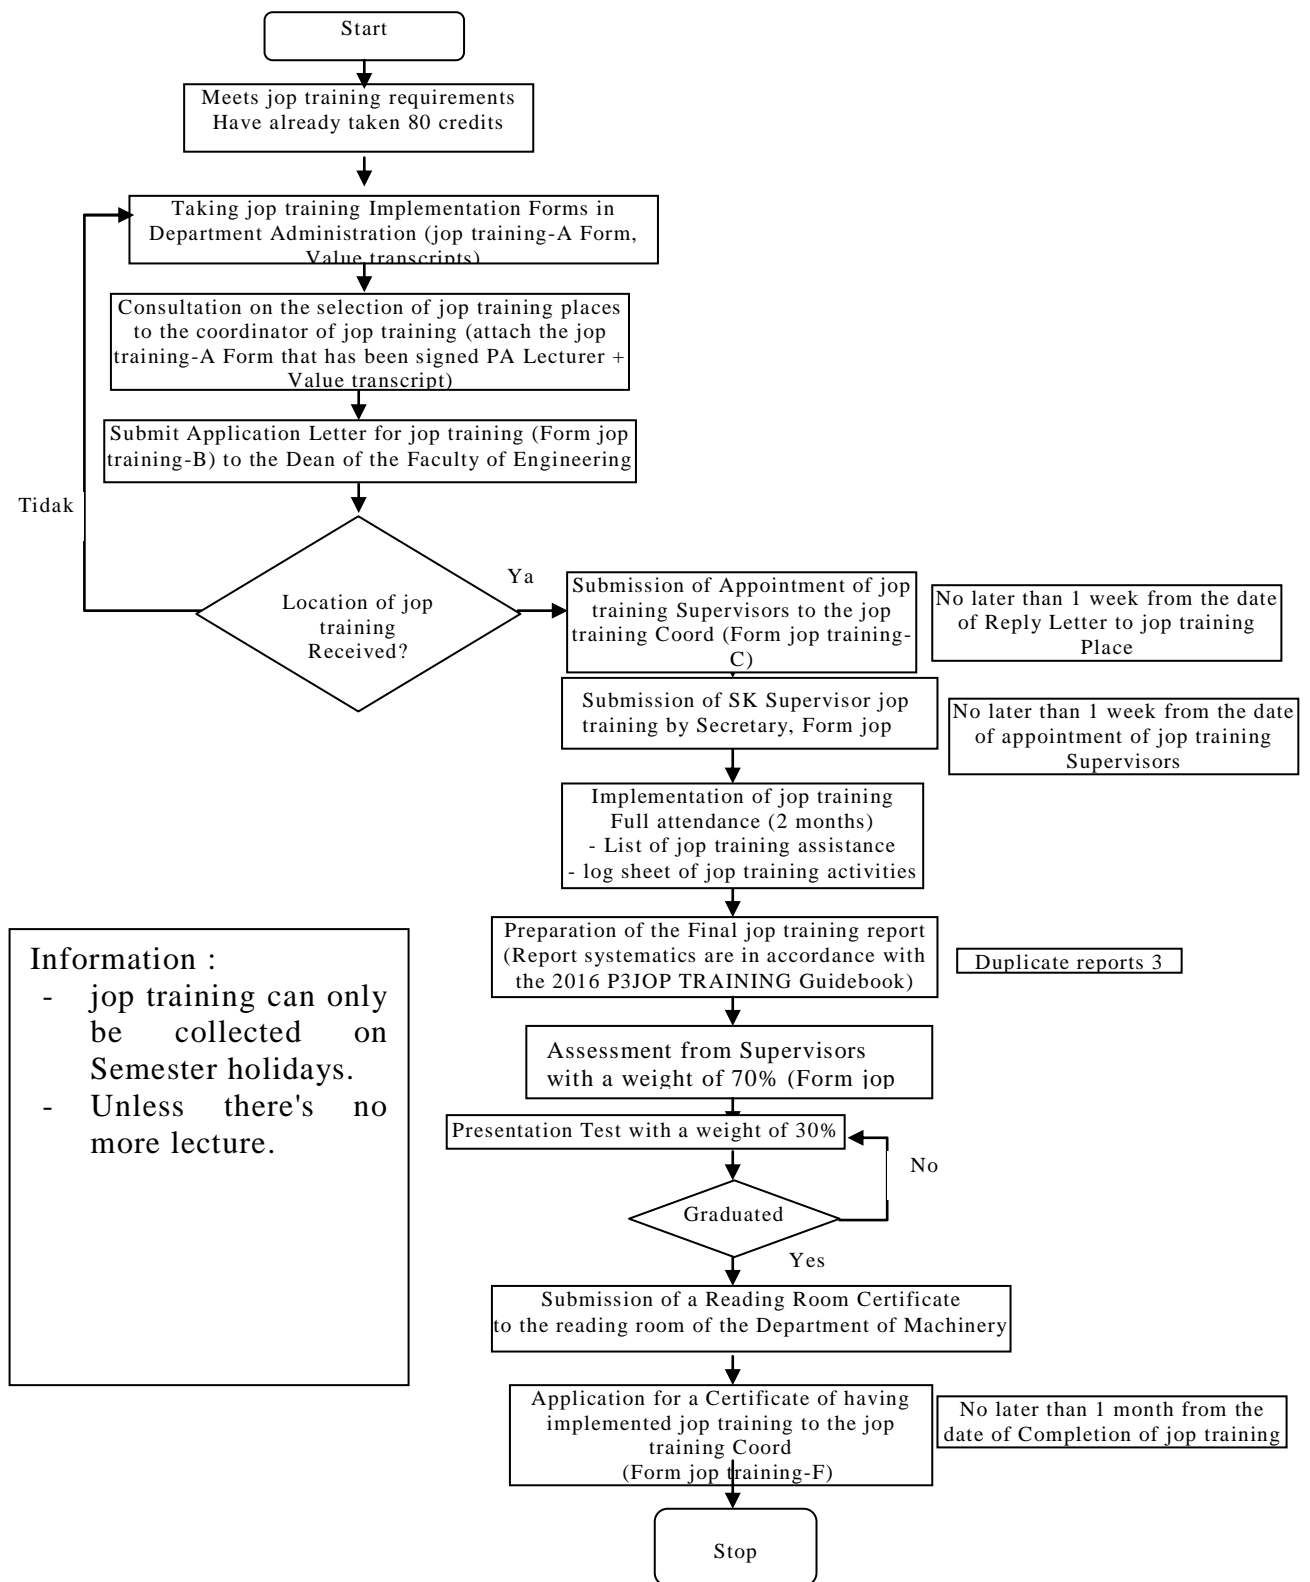 Start
Meets jop training requirements
Have already taken 80 credits
Taking jop training Implementation Forms in
Department Administration (jop training-A Form,
Value transcripts)
Consultation on the selection of jop training places
to the coordinator of jop training (attach the jop
training-A Form that has been signed PA Lecturer +
Value transcript)
Submit Application Letter for jop training (Form jop
training-B) to the Dean of the Faculty of Engineering
Tidak
Location of jop
training
Received?
Ya
Submission of Appointment of jop
training Supervisors to the jop
training Coord (Form jop training-
C)
No later than 1 week from the date
of Reply Letter to jop training
Place
Submission of SK Supervisor jop
training by Secretary, Form jop
No later than 1 week from the date
of appointment of jop training
Supervisors
Implementation of jop training
Full attendance (2 months)
- List of jop training assistance
- log sheet of jop training activities
Preparation of the Final jop training report
(Report systematics are in accordance with
the 2016 P3JOP TRAINING Guidebook)
Duplicate reports 3
Information :
- jop training can only
be collected on
Semester holidays.
- Unless there's no
more lecture.
Assessment from Supervisors
with a weight of 70% (Form jop
Presentation Test with a weight of 30%
No
Graduated
Yes
Submission of a Reading Room Certificate
to the reading room of the Department of Machinery
Application for a Certificate of having
implemented jop training to the jop
training Coord
(Form jop training-F)
No later than 1 month from the
date of Completion of jop training
Stop